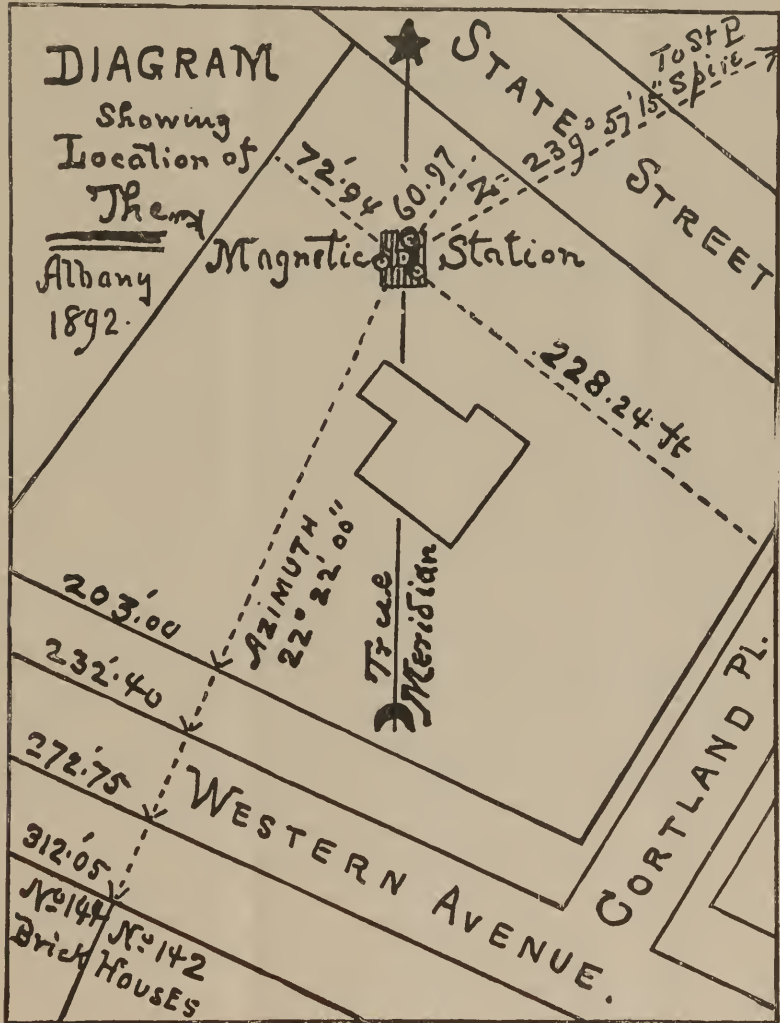 DIAGRAM
Showing
Location of
The
Magnetic Station
Albany
1892.
STATE STREET
To St P
Spire
239° 57' 15"
72'.94
60'.97
228.24 ft
AZIMUTH
22° 22' 00"
True
Meridian
203'.00
232'.40
272'.75
312'.05
WESTERN AVENUE.
CORTLAND PL.
No 144 No 142
Brick HOUSES